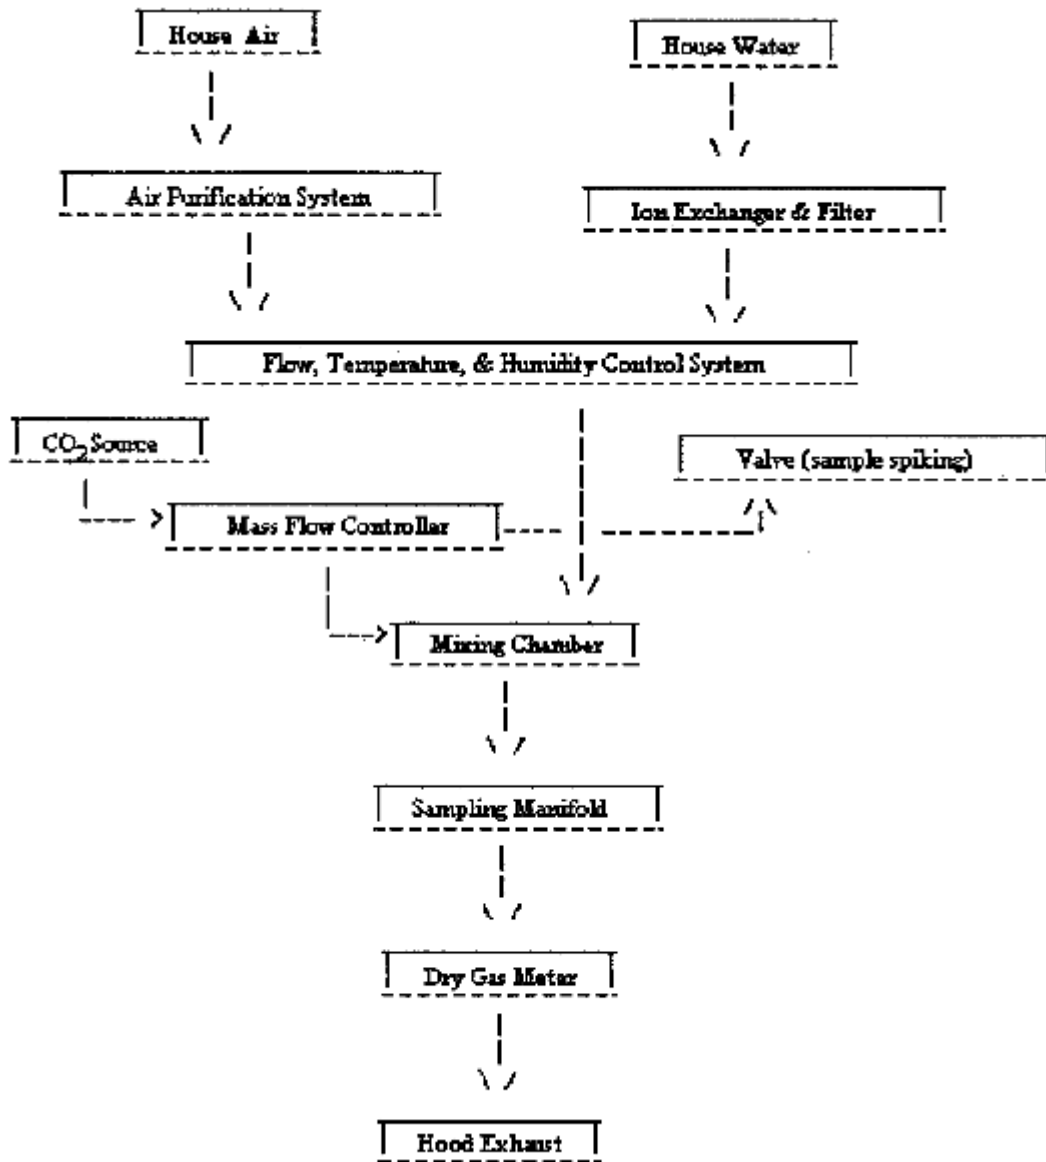 House Air
House Water
Air Purification System
Ion Exchanger & Filter
Flow, Temperature, & Humidity Control System
CO2 Source
Valve (sample spiking)
Mass Flow Controller
Mixing Chamber
Sampling Manifold
Dry Gas Meter
Hood Exhaust